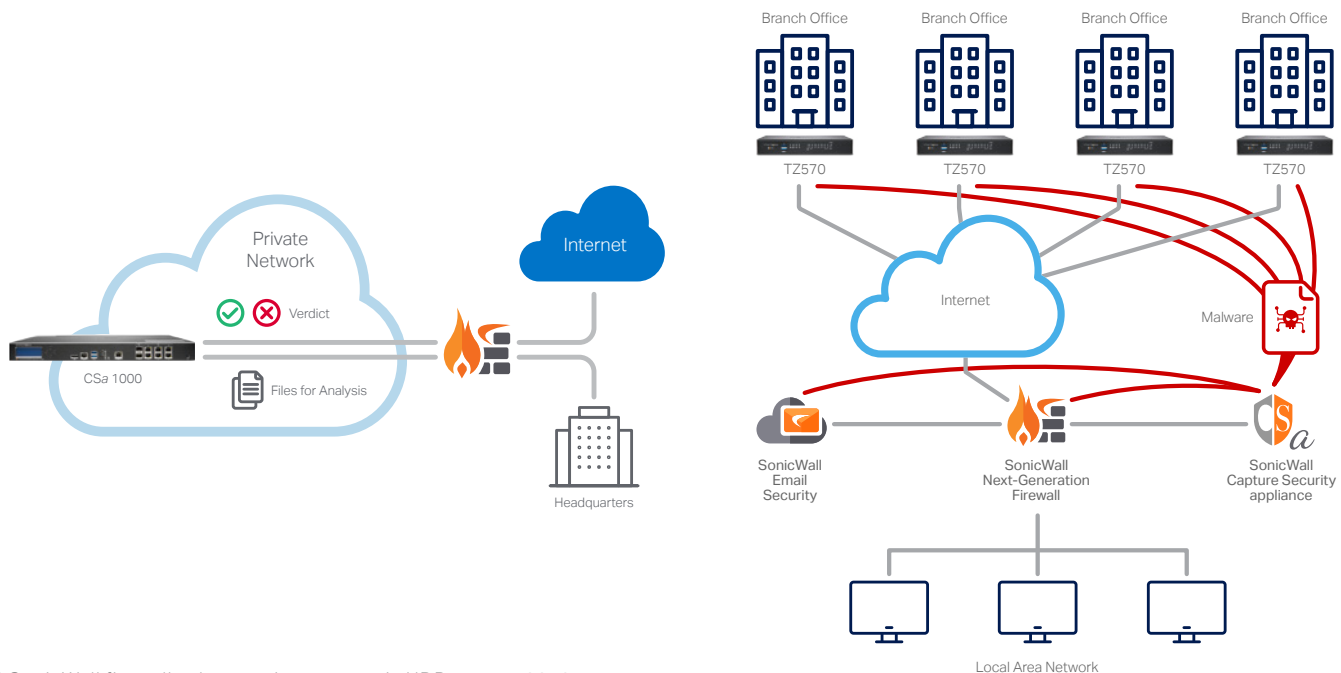 Private
Network
Verdict
CSa 1000
Files for Analysis
Internet
Headquarters
Branch Office
Branch Office
Branch Office
Branch Office
TZ570
TZ570
TZ570
TZ570
Internet
Malware
CS
a
SonicWall
Email
Security
SonicWall
Next-Generation
Firewall
SonicWall
Capture Security
appliance
Local Area Network